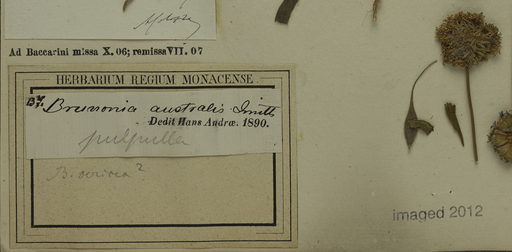 Ad Baccarini missa X. 06; remissa VII. 07
HERBARIUM REGIUM MONACENSE
Brunonia australis Smith
Dedit Hans Andræ. 1890.
B. sericea?
imaged 2012